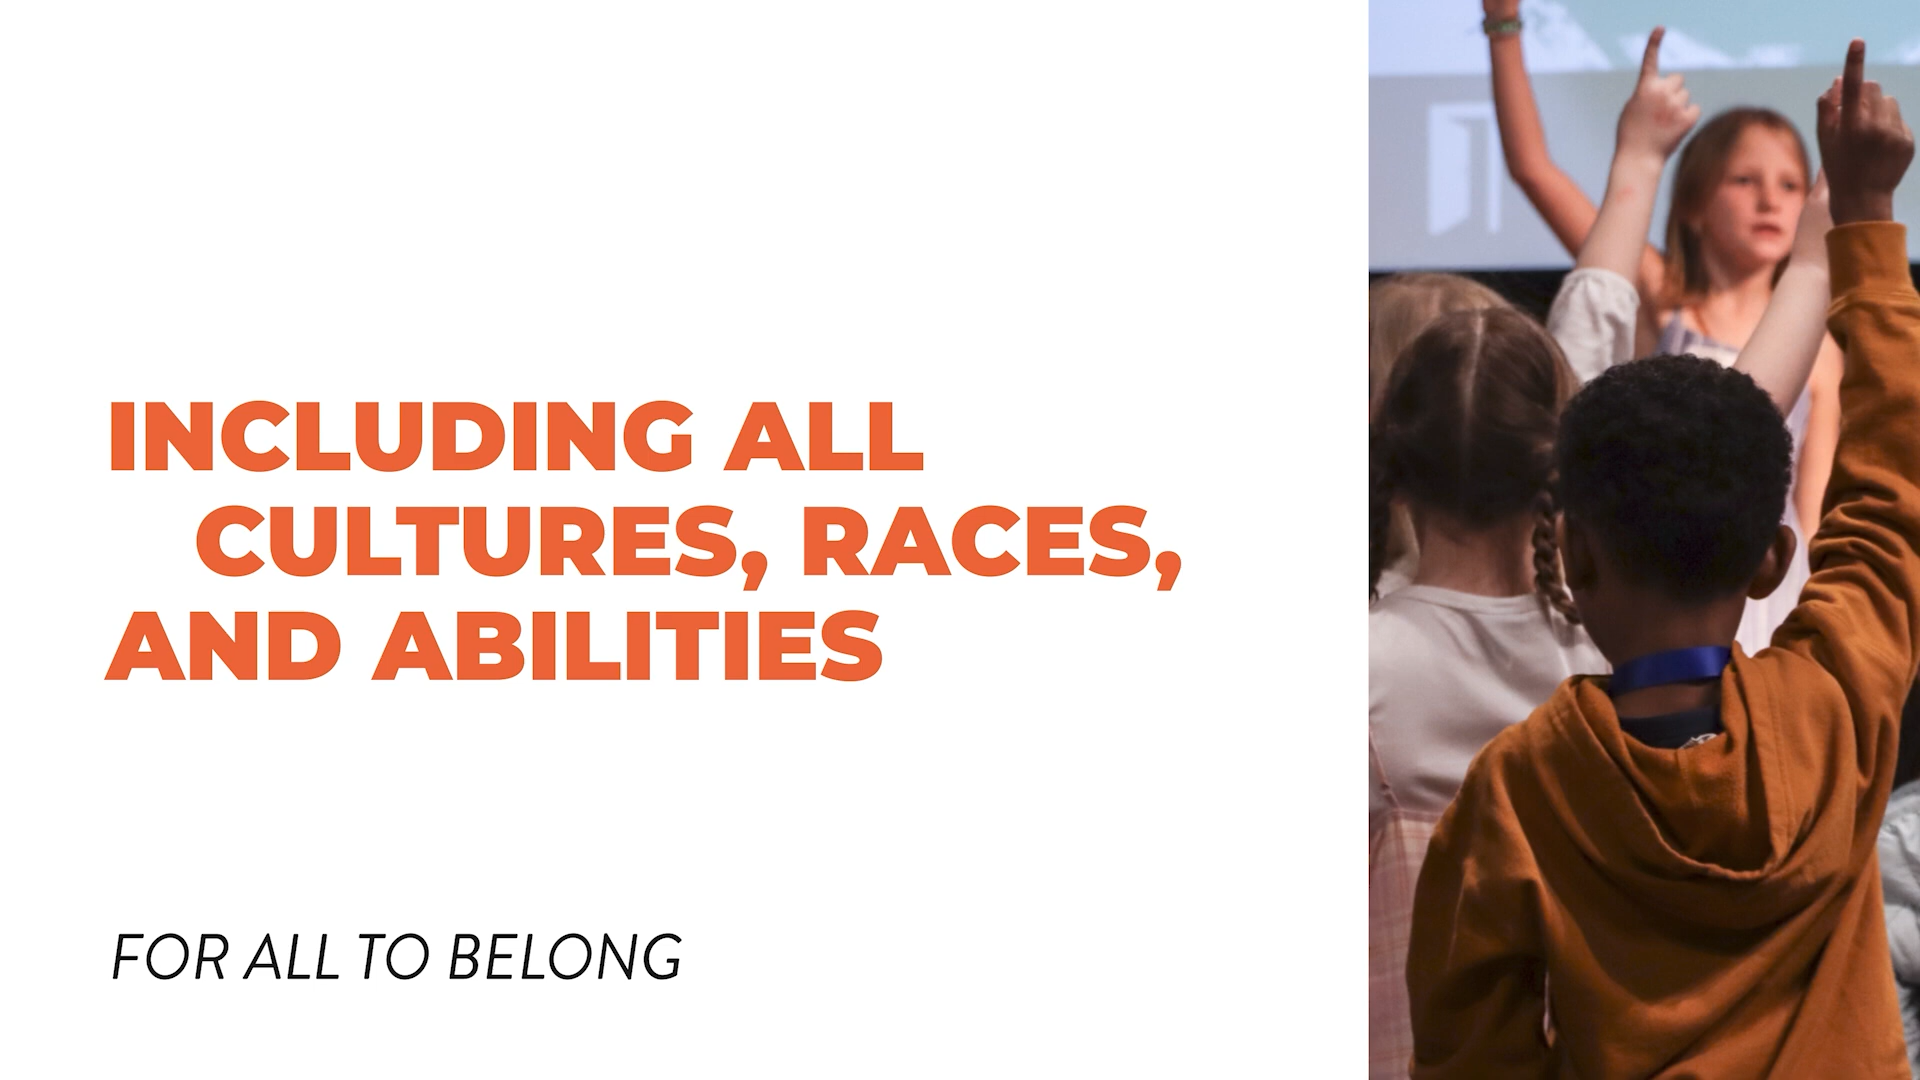 INCLUDING ALL
CULTURES, RACES,
AND ABILITIES
FOR ALL TO BELONG